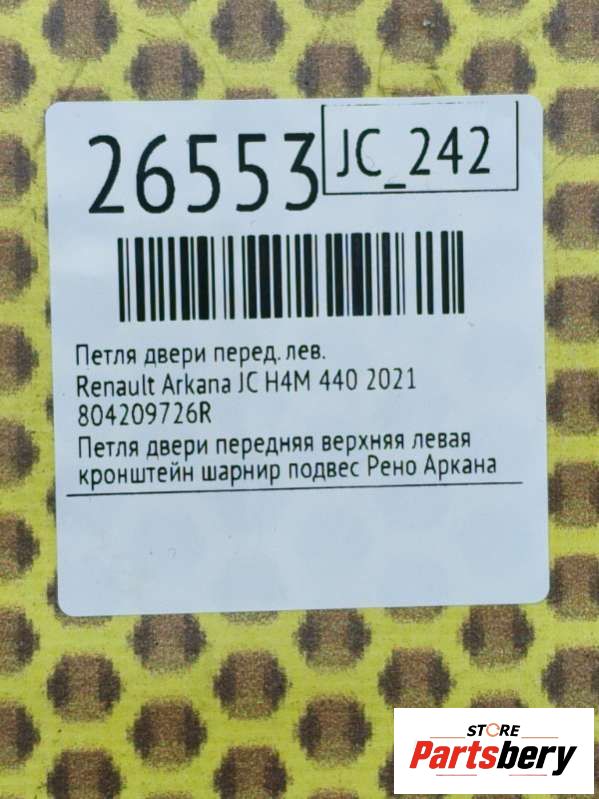 26553
JC_242
Петля двери перед. лев.
Renault Arkana JC H4M 440 2021
804209726R
Петля двери передняя верхняя левая
кронштейн шарнир подвес Рено Аркана
STORE
Partsbery